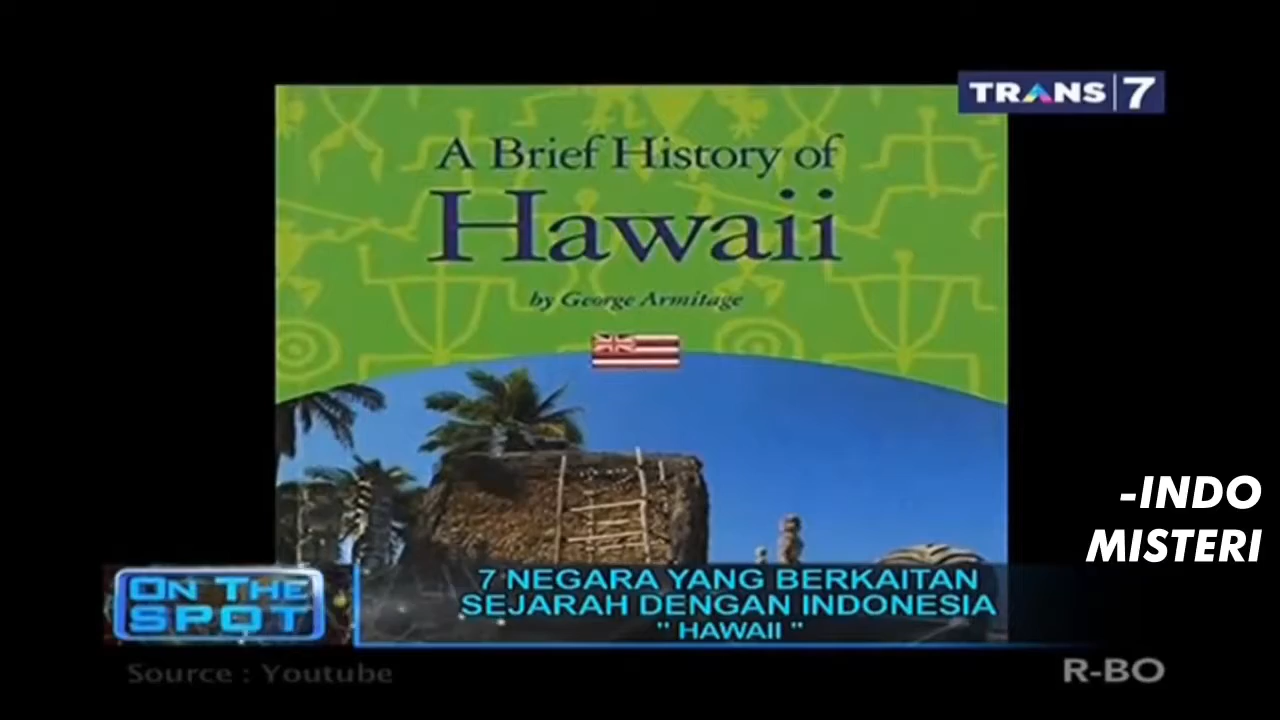 TRANS|7
A Brief History of
Hawaii
by George Armitage
-INDO
MISTERI
ON THE
SPOT
7 NEGARA YANG BERKAITAN
SEJARAH DENGAN INDONESIA
" HAWAII "
Source : Youtube
R-BO